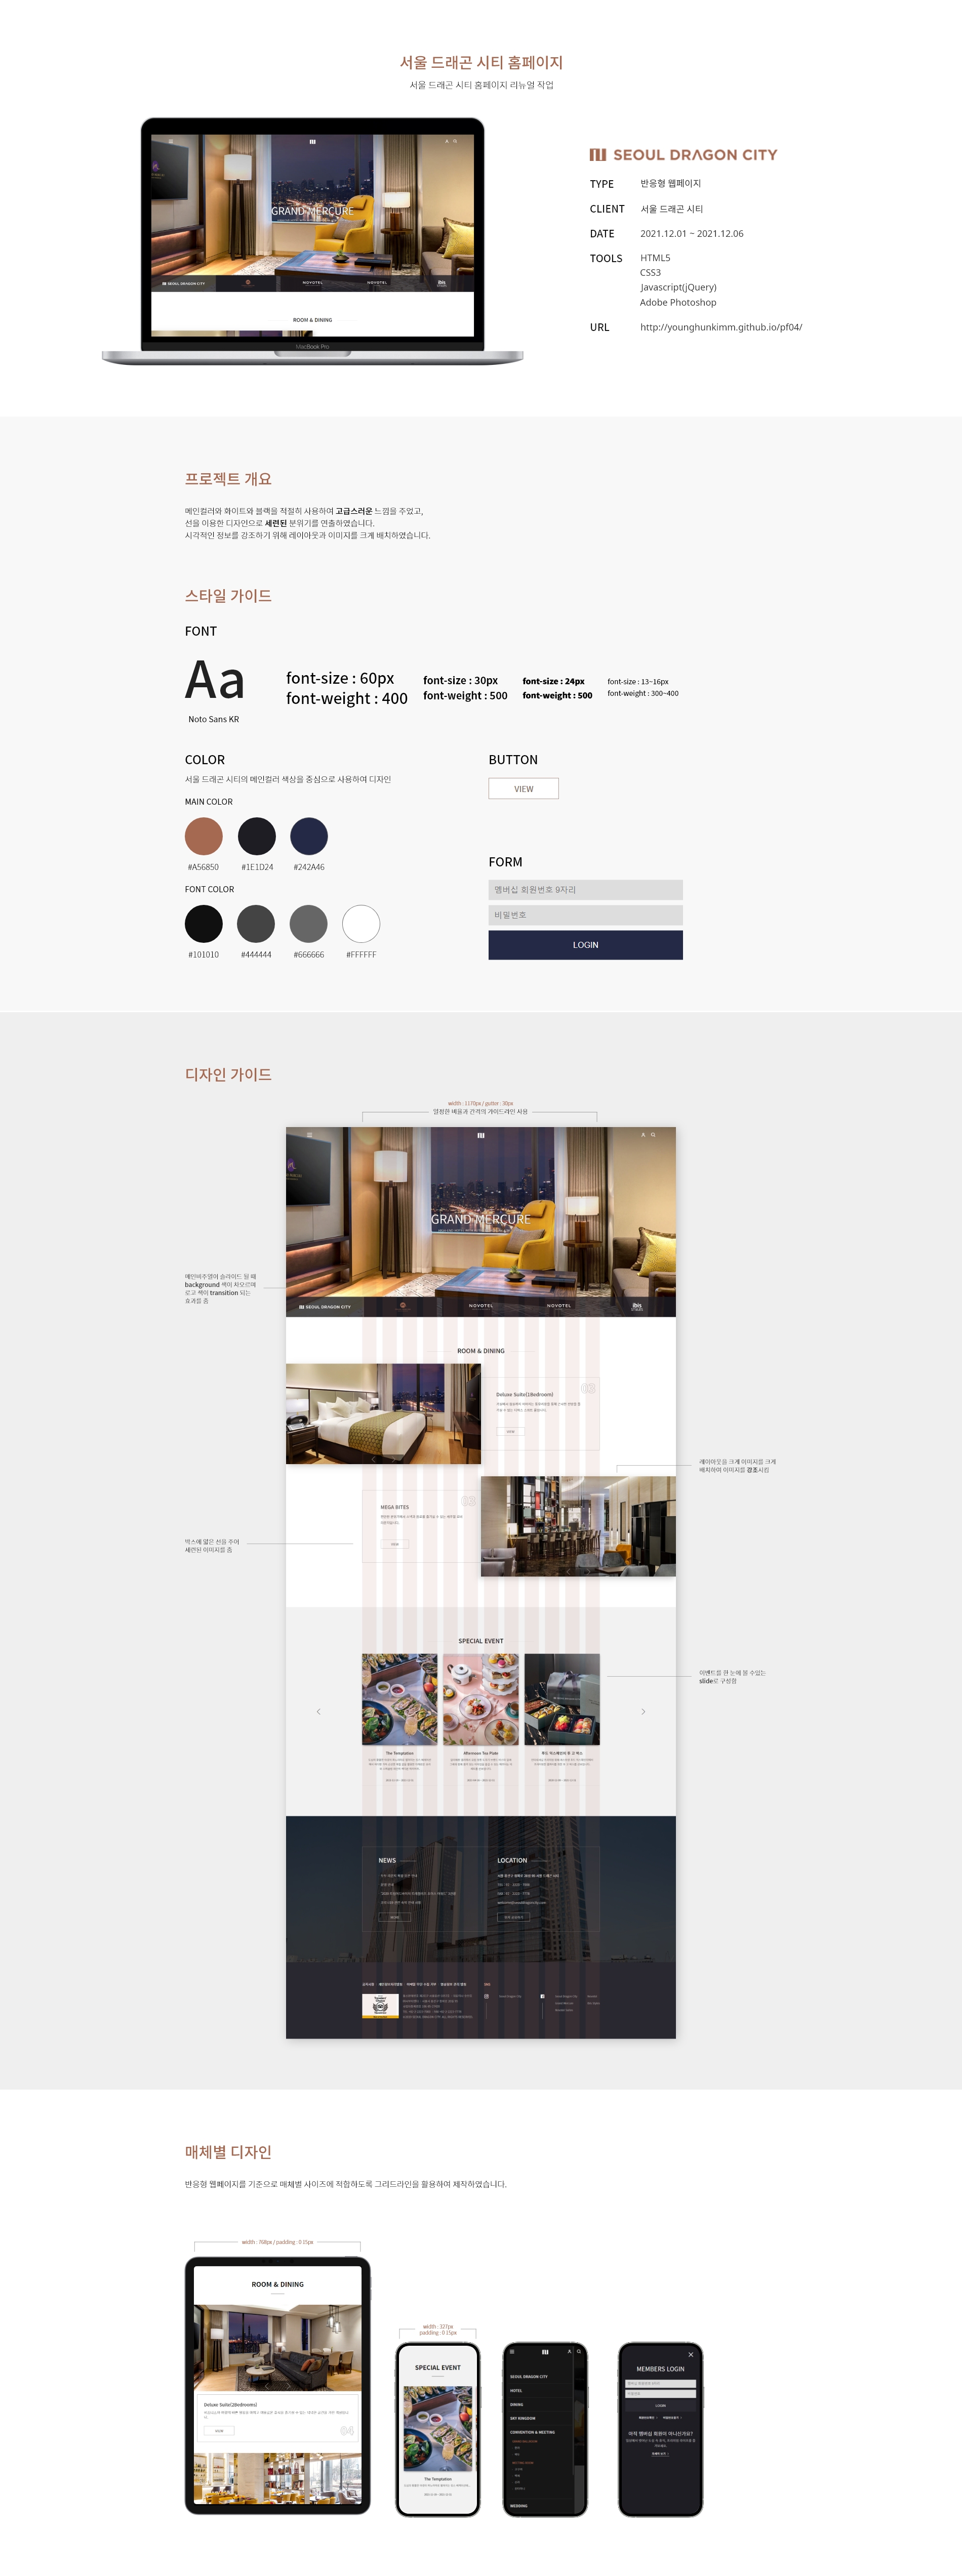 서울 드래곤 시티 홈페이지
서울 드래곤 시티 홈페이지 리뉴얼 작업
GRAND MERCURE
SEOUL DRAGON CITY
NOVOTEL
NOVOTEL
ibis
ROOM & DINING
MacBook Pro
SEOUL DRAGON CITY
TYPE 반응형 웹페이지
CLIENT 서울 드래곤 시티
DATE 2021.12.01 ~ 2021.12.06
TOOLS HTML5
CSS3
Javascript(jQuery)
Adobe Photoshop
URL http://younghunkimm.github.io/pf04/
프로젝트 개요
메인컬러와 화이트와 블랙을 적절히 사용하여 고급스러운 느낌을 주었고,
선을 이용한 디자인으로 세련된 분위기를 연출하였습니다.
시각적인 정보를 강조하기 위해 레이아웃과 이미지를 크게 배치하였습니다.
스타일 가이드
FONT
Aa
Noto Sans KR
font-size : 60px
font-weight : 400
font-size : 30px
font-weight : 500
font-size : 24px
font-weight : 500
font-size : 13~16px
font-weight : 300~400
COLOR
서울 드래곤 시티의 메인컬러 색상을 중심으로 사용하여 디자인
MAIN COLOR
#A56850 #1E1D24 #242A46
FONT COLOR
#101010 #444444 #666666 #FFFFFF
BUTTON
VIEW
FORM
멤버십 회원번호 9자리
비밀번호
LOGIN
디자인 가이드
width : 1170px / gutter : 30px
일정한 비율과 간격의 가이드라인 사용
GRAND MERCURE
메인비주얼이 슬라이드 될 때
background 색이 차오르며
로고 색이 transition 되는
효과를 줌
SEOUL DRAGON CITY
NOVOTEL
NOVOTEL
ibis
ROOM & DINING
03
Deluxe Suite(1Bedroom)
VIEW
레이아웃을 크게 이미지를 크게
배치하여 이미지를 강조시킴
MEGA BITES
VIEW
박스에 얇은 선을 주어
세련된 이미지를 줌
SPECIAL EVENT
이벤트를 한 눈에 볼 수있는
slide로 구성함
The Temptation
Afternoon Tea Plate
NEWS
LOCATION
매체별 디자인
반응형 웹페이지를 기준으로 매체별 사이즈에 적합하도록 그리드라인을 활용하여 제작하였습니다.
width : 768px / padding : 0 15px
ROOM & DINING
Deluxe Suite(2Bedrooms)
VIEW
04
width : 327px
padding : 0 15px
SPECIAL EVENT
The Temptation
SEOUL DRAGON CITY
HOTEL
DINING
SKY KINGDOM
CONVENTION & MEETING
WEDDING
MEMBERS LOGIN
LOGIN
아직 멤버십 회원이 아니신가요?